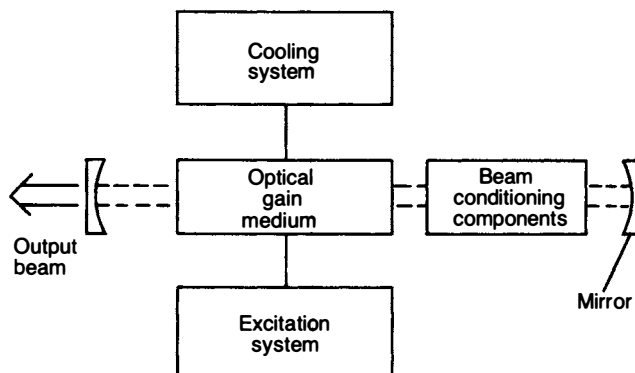 Cooling
system
Optical
gain
medium
Beam
conditioning
components
Output
beam
Mirror
Excitation
system